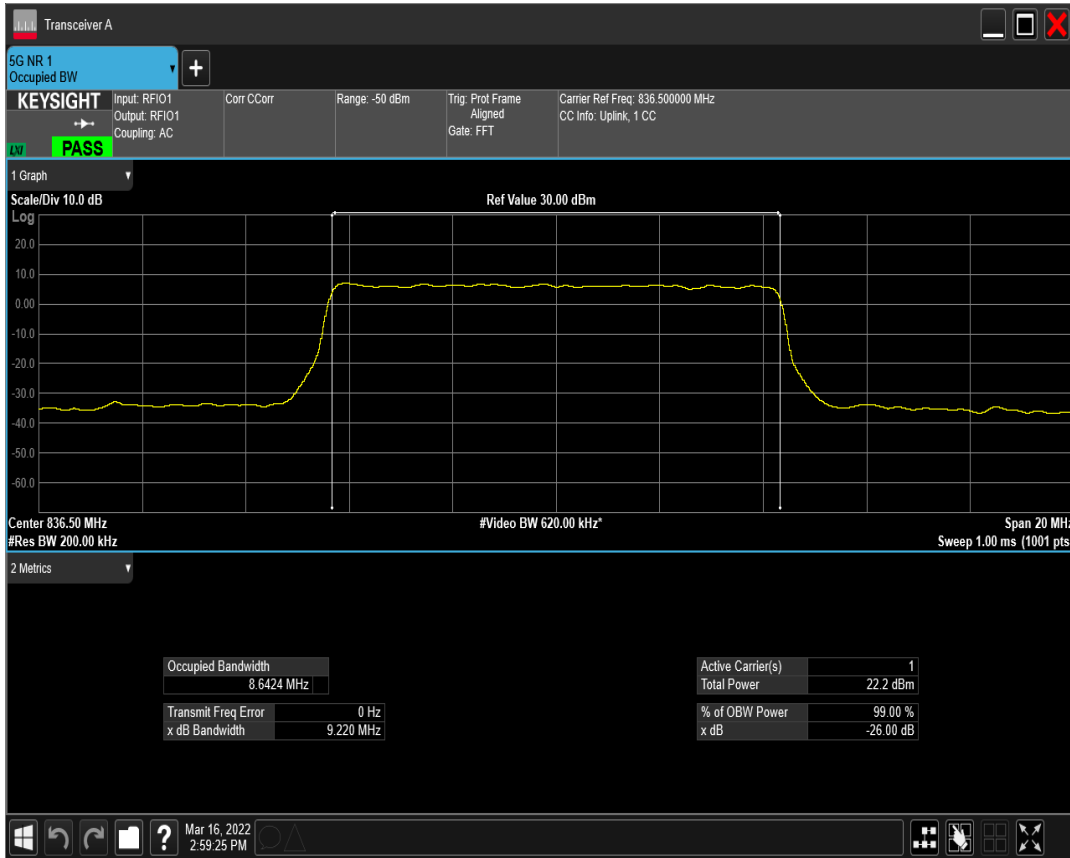 Transceiver A
5G NR 1
Occupied BW
KEYSIGHT
LXI
PASS
Input: RFIO1
Output: RFIO1
Coupling: AC
Corr CCorr
Range: -50 dBm
Trig: Prot Frame
Aligned
Gate: FFT
Carrier Ref Freq: 836.500000 MHz
CC Info: Uplink, 1 CC
1 Graph
Scale/Div 10.0 dB
Ref Value 30.00 dBm
Log
20.0
10.0
0.00
-10.0
-20.0
-30.0
-40.0
-50.0
-60.0
Center 836.50 MHz
#Video BW 620.00 kHz*
Span 20 MHz
#Res BW 200.00 kHz
Sweep 1.00 ms (1001 pts
2 Metrics
Occupied Bandwidth
8.6424 MHz
Transmit Freq Error 0 Hz
x dB Bandwidth 9.220 MHz
Active Carrier(s) 1
Total Power 22.2 dBm
% of OBW Power 99.00 %
x dB -26.00 dB
Mar 16, 2022
2:59:25 PM